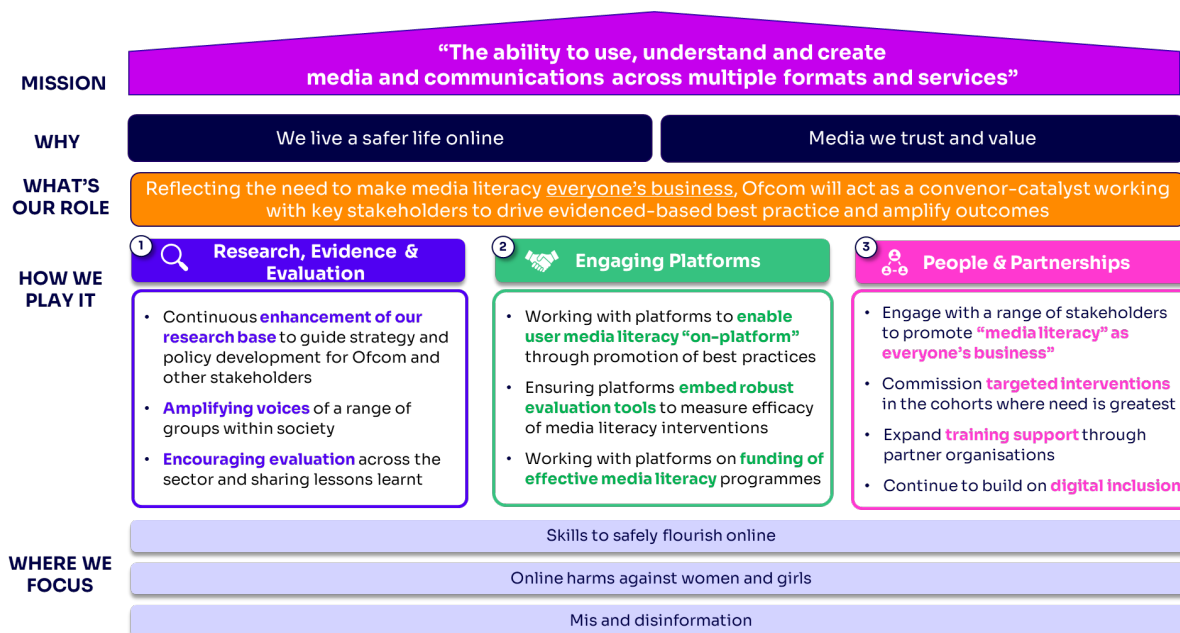 MISSION
“The ability to use, understand and create
media and communications across multiple formats and services”
WHY
We live a safer life online
Media we trust and value
WHAT’S
OUR ROLE
Reflecting the need to make media literacy everyone’s business, Ofcom will act as a convenor-catalyst working
with key stakeholders to drive evidenced-based best practice and amplify outcomes
HOW WE
PLAY IT
1
Research, Evidence &
Evaluation
• Continuous enhancement of our
research base to guide strategy and
policy development for Ofcom and
other stakeholders
• Amplifying voices of a range of
groups within society
• Encouraging evaluation across the
sector and sharing lessons learnt
2
Engaging Platforms
• Working with platforms to enable
user media literacy “on-platform”
through promotion of best practices
• Ensuring platforms embed robust
evaluation tools to measure efficacy
of media literacy interventions
• Working with platforms on funding of
effective media literacy programmes
3
People & Partnerships
• Engage with a range of stakeholders
to promote “media literacy” as
everyone’s business”
• Commission targeted interventions
in the cohorts where need is greatest
• Expand training support through
partner organisations
• Continue to build on digital inclusion
WHERE WE
FOCUS
Skills to safely flourish online
Online harms against women and girls
Mis and disinformation